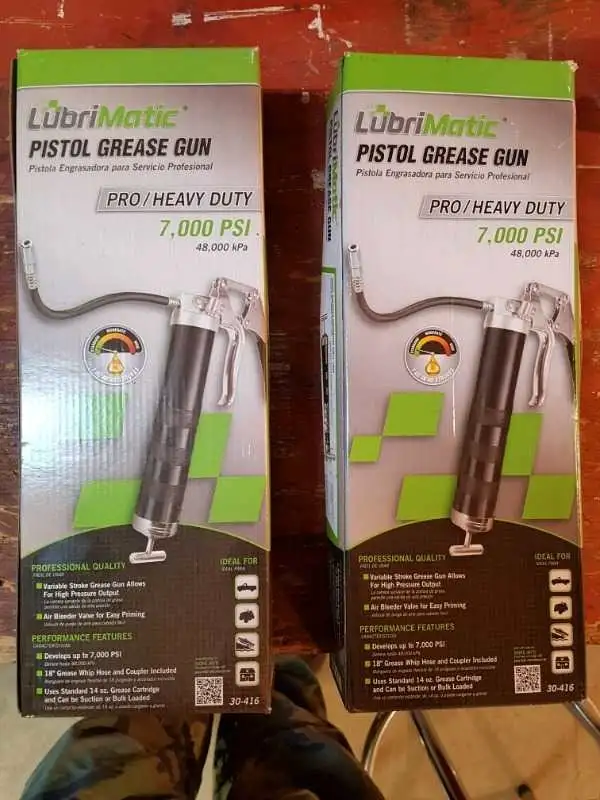 LubriMatic®
PISTOL GREASE GUN
Pistola Engrasadora para Servicio Profesional
PRO/HEAVY DUTY
7,000 PSI
48,000 kPa
PROFESSIONAL QUALITY
IDEAL FOR
Variable Stroke Grease Gun Allows
For High Pressure Output
Air Bleeder Valve for Easy Priming
PERFORMANCE FEATURES
Develops up to 7,000 PSI
18" Grease Whip Hose and Coupler Included
Uses Standard 14 oz. Grease Cartridge
and Can be Suction or Bulk Loaded
30-416
LubriMatic
GREASE GUN
LubriMatic®
PISTOL GREASE GUN
Pistola Engrasadora para Servicio Profesional
PRO/HEAVY DUTY
7,000 PSI
48,000 kPa
PROFESSIONAL QUALITY
IDEAL FOR
Variable Stroke Grease Gun Allows
For High Pressure Output
Air Bleeder Valve for Easy Priming
PERFORMANCE FEATURES
Develops up to 7,000 PSI
18" Grease Whip Hose and Coupler Included
Uses Standard 14 oz. Grease Cartridge
and Can be Suction or Bulk Loaded
30-416